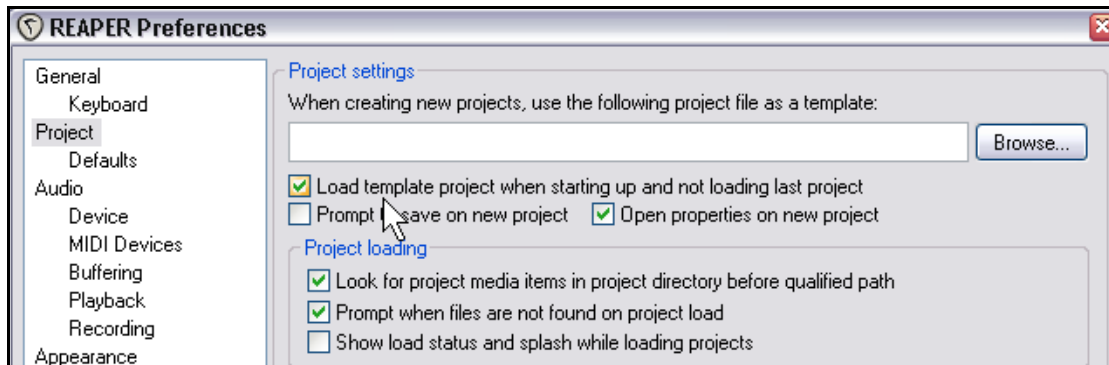 REAPER Preferences
General
Keyboard
Project
Defaults
Audio
Device
MIDI Devices
Buffering
Playback
Recording
Appearance
Project settings
When creating new projects, use the following project file as a template:
Browse...
Load template project when starting up and not loading last project
Prompt save on new project Open properties on new project
Project loading
Look for project media items in project directory before qualified path
Prompt when files are not found on project load
Show load status and splash while loading projects